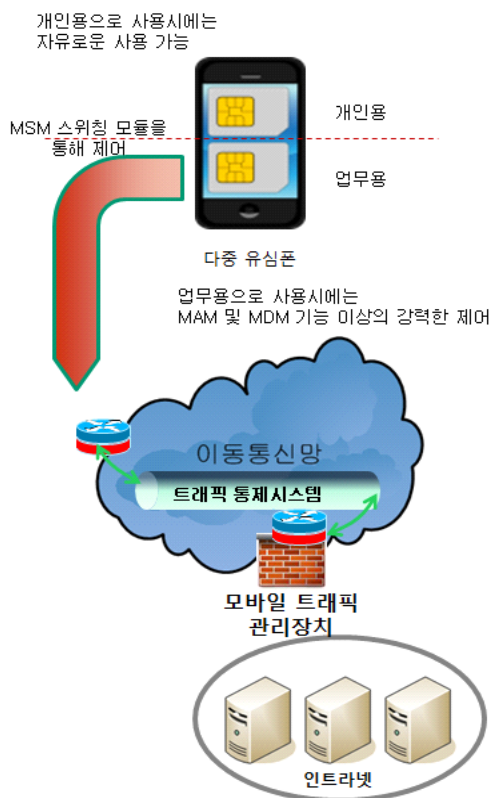 개인용으로 사용시에는
자유로운 사용 가능
개인용
MSM 스위칭 모듈을
통해 제어
업무용
다중 유심폰
업무용으로 사용시에는
MAM 및 MDM 기능 이상의 강력한 제어
이동통신망
트래픽 통제시스템
모바일 트래픽
관리장치
인트라넷